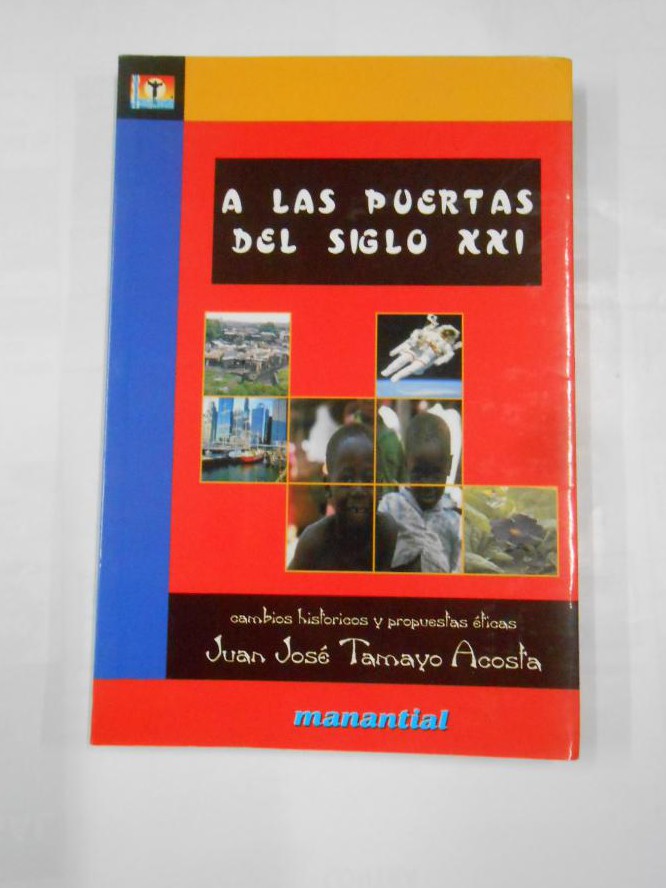 A LAS PUERTAS
DEL SIGLO XXI
cambios historicos y propuestas éticas
Juan José Tamayo Acosta
manantial